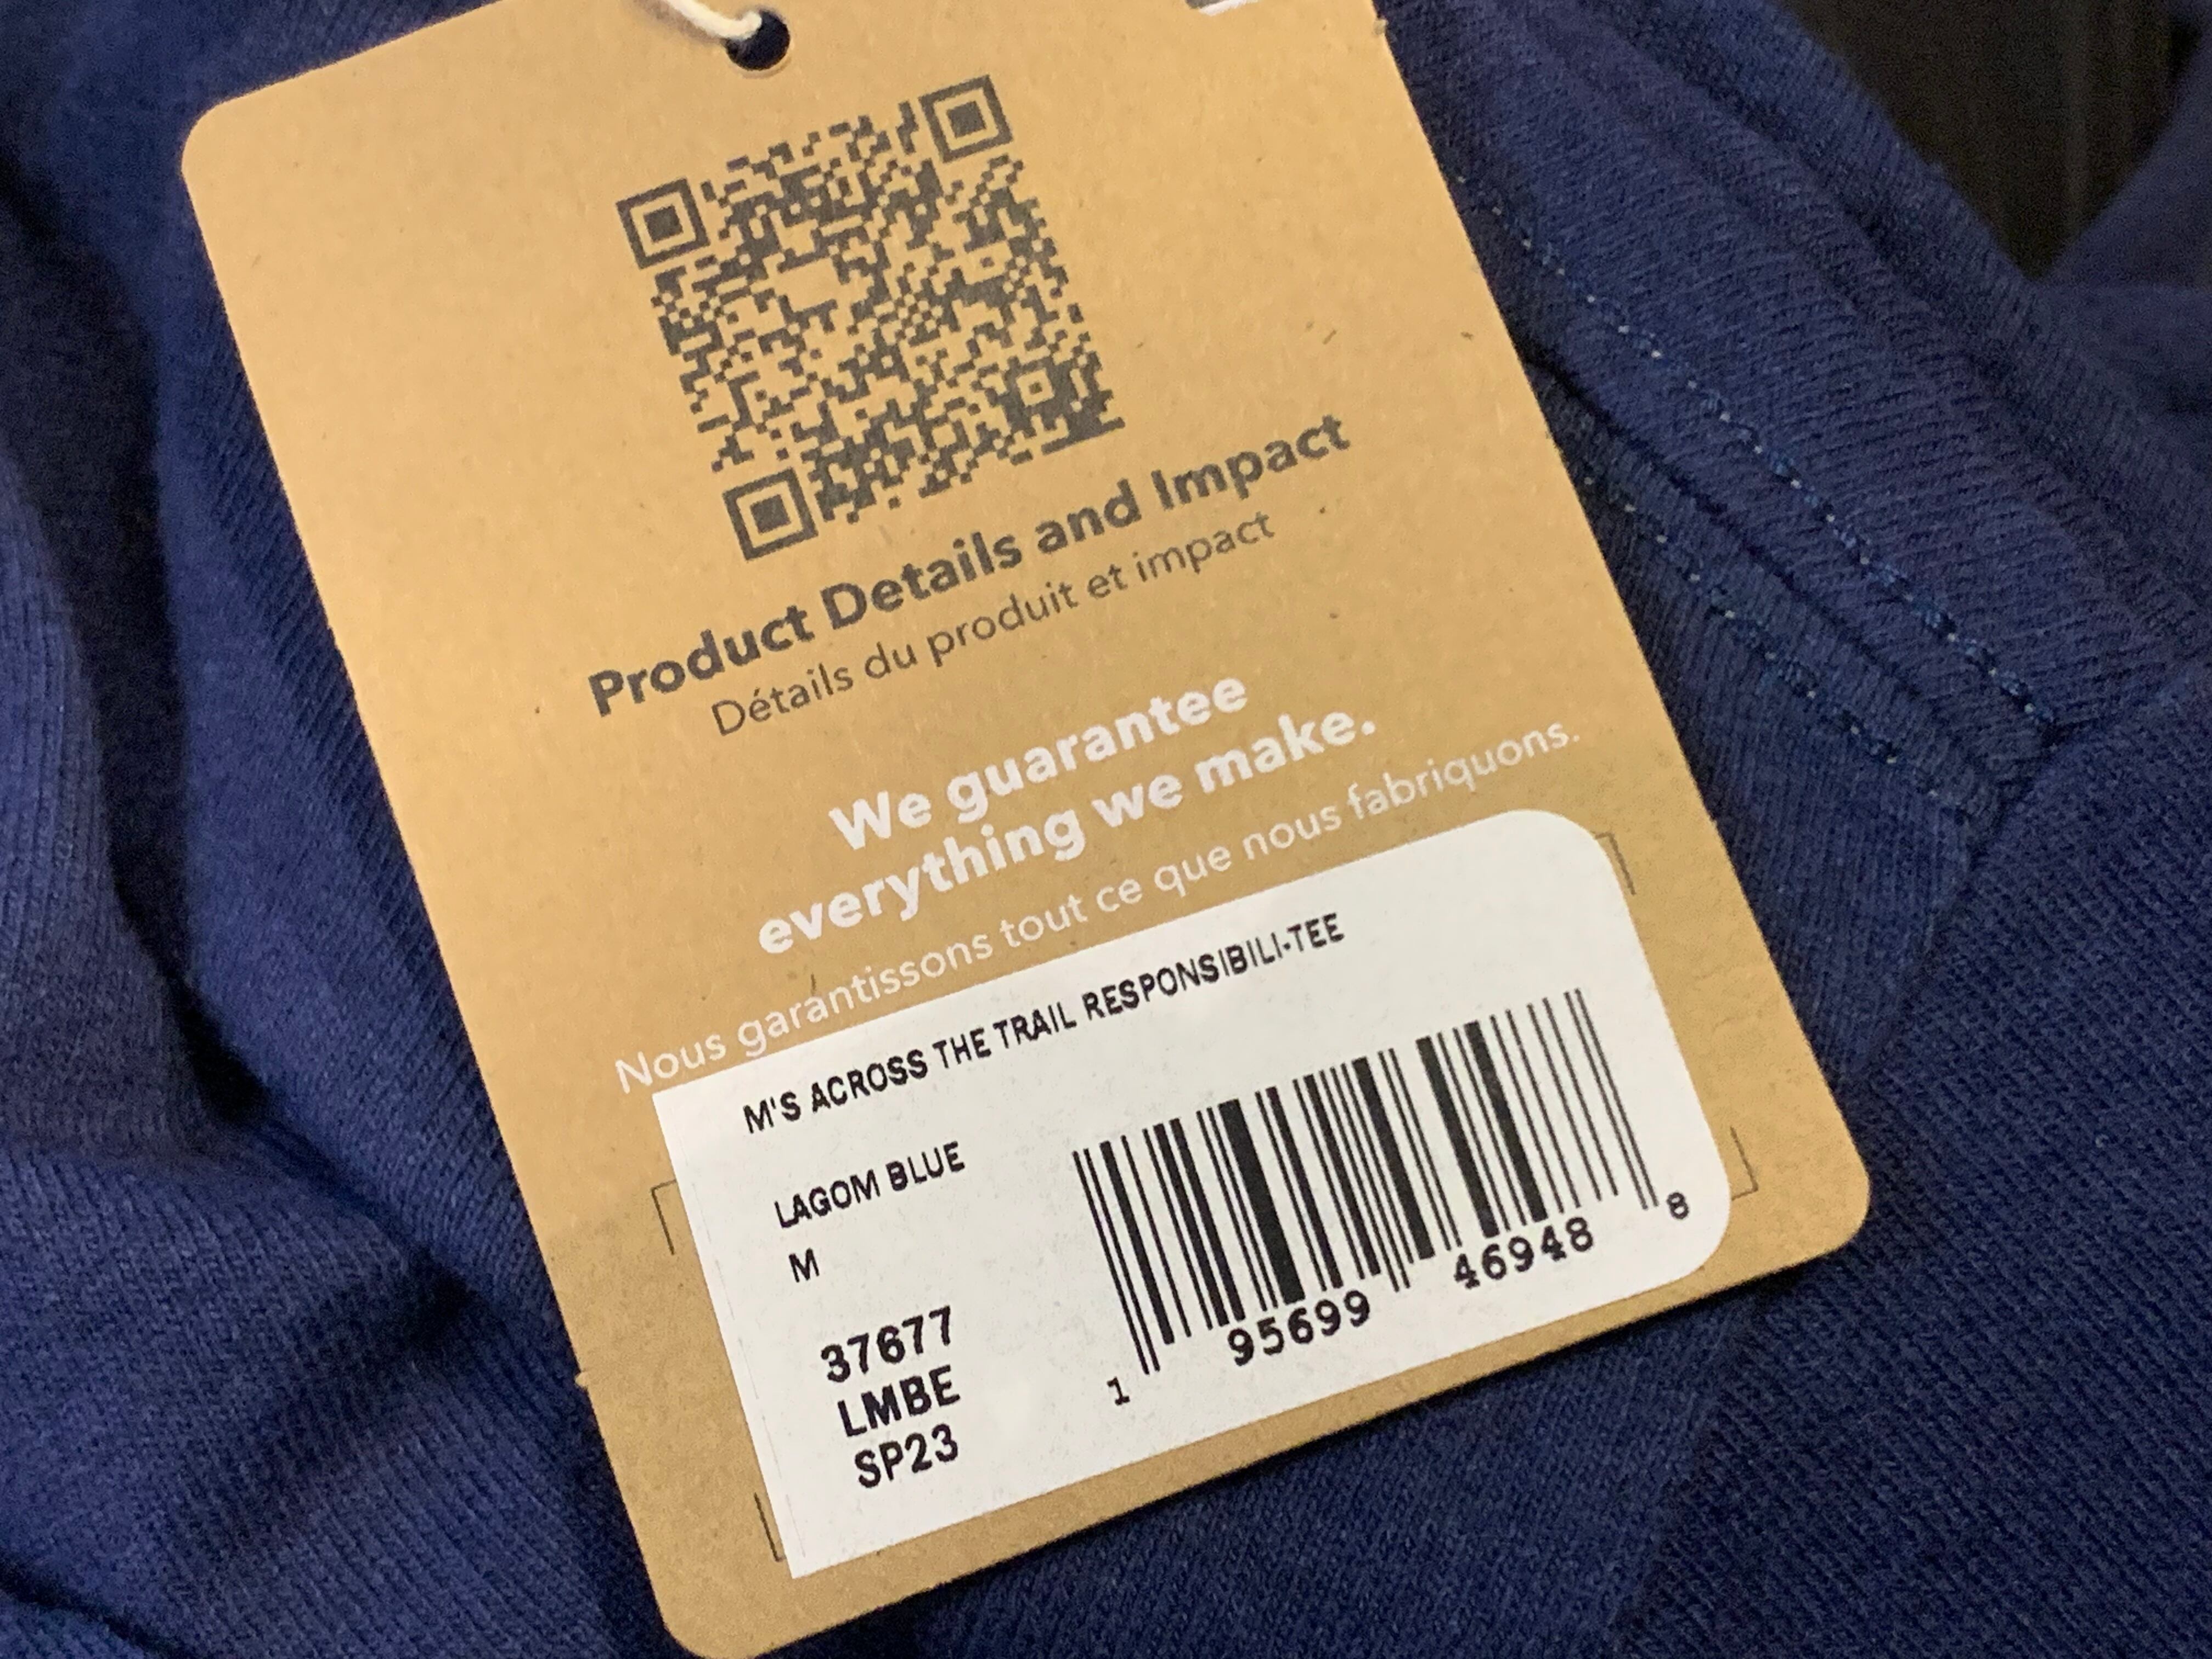 Product Details and Impact
Détails du produit et impact
We guarantee
everything we make.
Nous garantissons tout ce que nous fabriquons.
M'S ACROSS THE TRAIL RESPONSIBILI-TEE
LAGOM BLUE
M
37677
LMBE
SP23
1 95699 46948 8